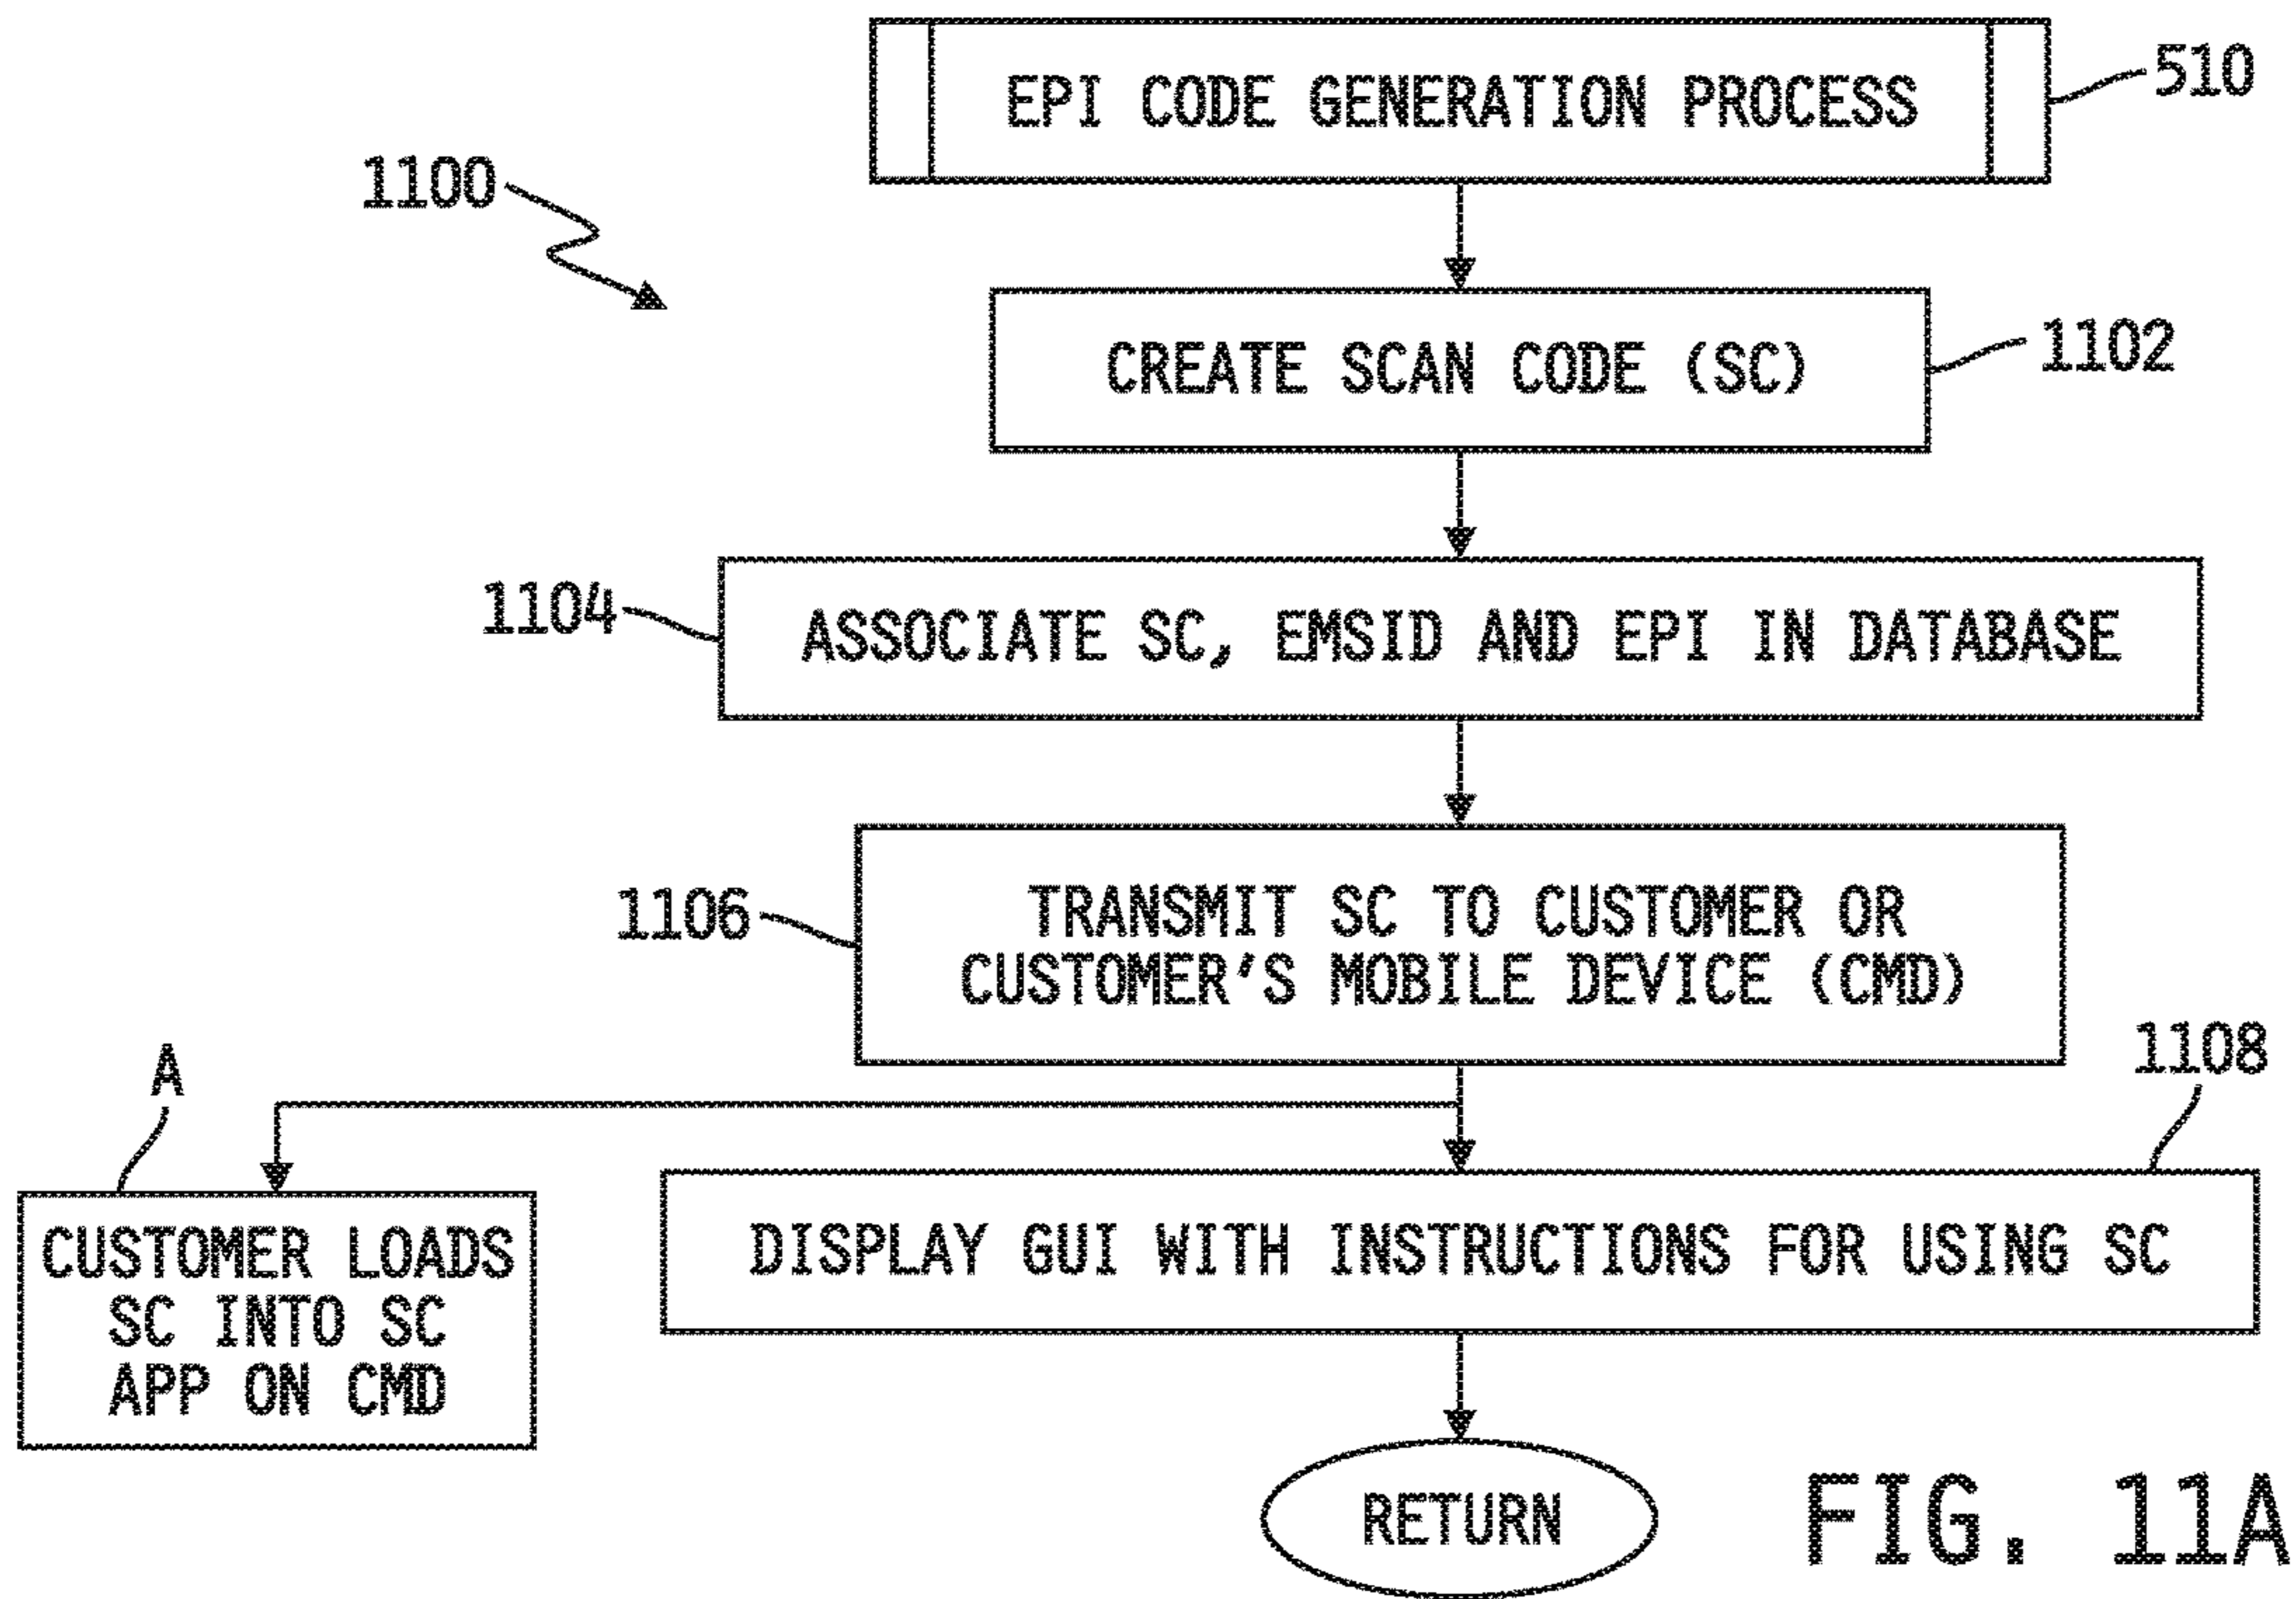 EPI CODE GENERATION PROCESS
510
1100
CREATE SCAN CODE (SC)
1102
1104
ASSOCIATE SC, EMSID AND EPI IN DATABASE
1106
TRANSMIT SC TO CUSTOMER OR
CUSTOMER'S MOBILE DEVICE (CMD)
A
1108
CUSTOMER LOADS
SC INTO SC
APP ON CMD
DISPLAY GUI WITH INSTRUCTIONS FOR USING SC
RETURN
FIG. 11A